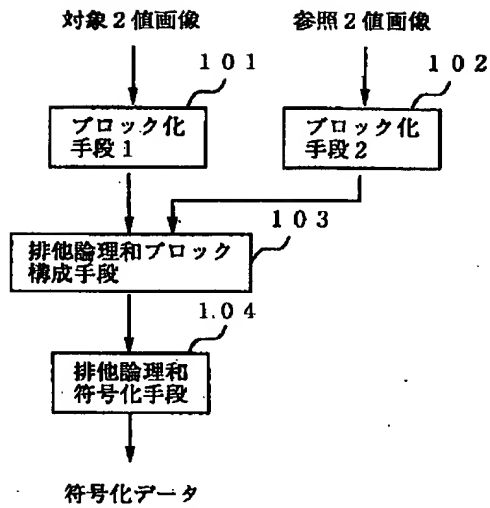 対象2値画像
参照2値画像
101
102
ブロック化
手段1
ブロック化
手段2
103
排他論理和ブロック
構成手段
104
排他論理和
符号化手段
符号化データ